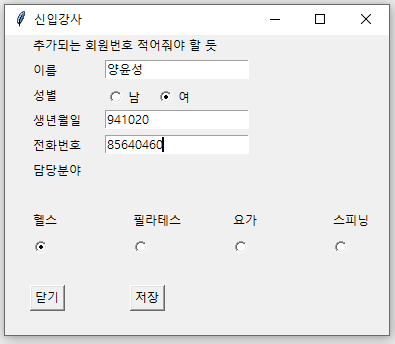 신입강사
추가되는 회원번호 적어줘야 할 듯
이름 양윤성
성별 남 여
생년월일 941020
전화번호 85640460
담당분야
헬스 필라테스 요가 스피닝
닫기 저장